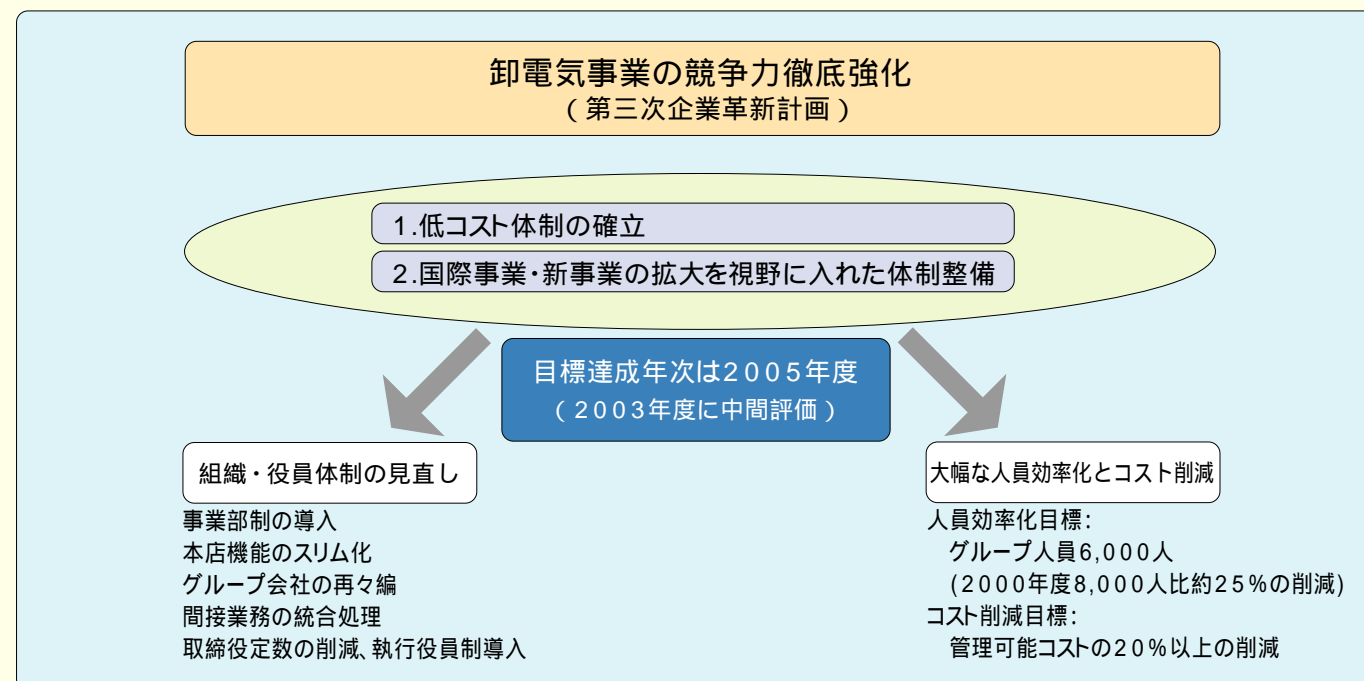 卸電気事業の競争力徹底強化
(第三次企業革新計画)
1.低コスト体制の確立
2.国際事業・新事業の拡大を視野に入れた体制整備
目標達成年次は2005年度
(2003年度に中間評価)
組織・役員体制の見直し
事業部制の導入
本店機能のスリム化
グループ会社の再々編
間接業務の統合処理
取締役定数の削減、執行役員制導入
大幅な人員効率化とコスト削減
人員効率化目標:
グループ人員6,000人
(2000年度8,000人比約25%の削減)
コスト削減目標:
管理可能コストの20%以上の削減